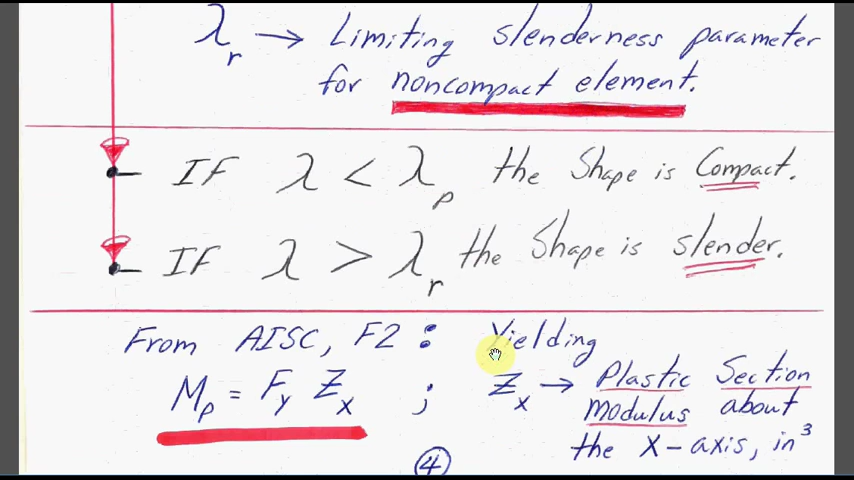 λr → Limiting slenderness parameter
for noncompact element.
IF λ < λp the Shape is Compact.
IF λ > λr the Shape is slender.
From AISC, F2 : Yielding
Mp = Fy Zx ; Zx → Plastic Section
Modulus about
the X-axis, in³
4